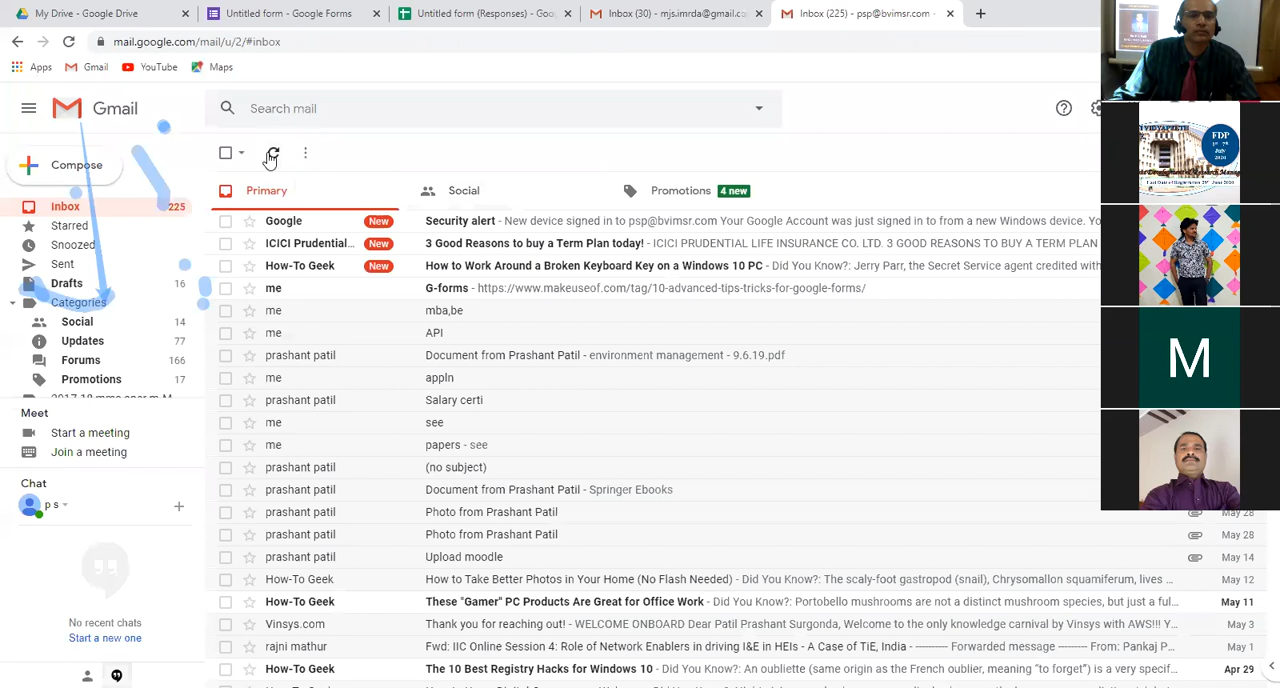 My Drive - Google Drive
Untitled form - Google Forms
Untitled form (Responses) - Goo
Inbox (30) - mjs.imrda@gmail.co
Inbox (225) - psp@bvimsr.com -
mail.google.com/mail/u/2/#inbox
Apps Gmail YouTube Maps
Gmail
Search mail
Compose
Inbox 225
Starred
Snoozed
Sent
Drafts 16
Categories
Social 14
Updates 77
Forums 166
Promotions 17
Meet
Start a meeting
Join a meeting
Chat
p s
No recent chats
Start a new one
Primary
Social
Promotions 4 new
Google New Security alert - New device signed in to psp@bvimsr.com Your Google Account was just signed in to from a new Windows device. Yo
ICICI Prudential... New 3 Good Reasons to buy a Term Plan today! - ICICI PRUDENTIAL LIFE INSURANCE CO. LTD. 3 GOOD REASONS TO BUY A TERM PLAN
How-To Geek New How to Work Around a Broken Keyboard Key on a Windows 10 PC - Did You Know?: Jerry Parr, the Secret Service agent credited with
me G-forms - https://www.makeuseof.com/tag/10-advanced-tips-tricks-for-google-forms/
me mba,be
me API
prashant patil Document from Prashant Patil - environment management - 9.6.19.pdf
me appln
prashant patil Salary certi
me see
me papers - see
prashant patil (no subject)
prashant patil Document from Prashant Patil - Springer Ebooks
prashant patil Photo from Prashant Patil May 28
prashant patil Photo from Prashant Patil May 28
prashant patil Upload moodle May 14
How-To Geek How to Take Better Photos in Your Home (No Flash Needed) - Did You Know?: The scaly-foot gastropod (snail), Chrysomallon squamiferum, lives ... May 12
How-To Geek These "Gamer" PC Products Are Great for Office Work - Did You Know?: Portobello mushrooms are not a distinct mushroom species, but just a ful... May 11
Vinsys.com Thank you for reaching out! - WELCOME ONBOARD Dear Patil Prashant Surgonda, Welcome to the only knowledge carnival by Vinsys with AWS!!! Y... May 3
rajni mathur Fwd: IIC Online Session 4: Role of Network Enablers in driving I&E in HEIs - A Case of TiE, India - ---------- Forwarded message --------- From: Pankaj P... May 1
How-To Geek The 10 Best Registry Hacks for Windows 10 - Did You Know?: An oubliette (same origin as the French oublier, meaning "to forget") is a very specif... Apr 29
FDP
1st 7th
July
2020
M